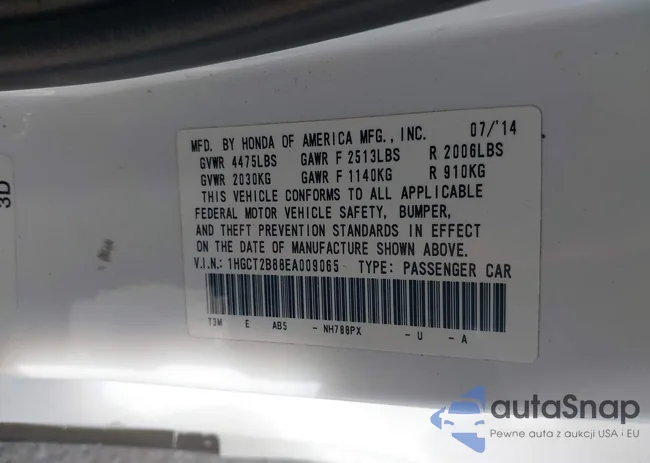 MFD. BY HONDA OF AMERICA MFG., INC. 07/'14
GVWR 4475LBS GAWR F 2513LBS R 2006LBS
GVWR 2030KG GAWR F 1140KG R 910KG
THIS VEHICLE CONFORMS TO ALL APPLICABLE
FEDERAL MOTOR VEHICLE SAFETY, BUMPER,
AND THEFT PREVENTION STANDARDS IN EFFECT
ON THE DATE OF MANUFACTURE SHOWN ABOVE.
V.I.N.: 1HGCT2B88EA009065 TYPE: PASSENGER CAR
T3M E AB5 - NH788PX - U - A
3D
autaSnap
Pewne auta z aukcji USA i EU